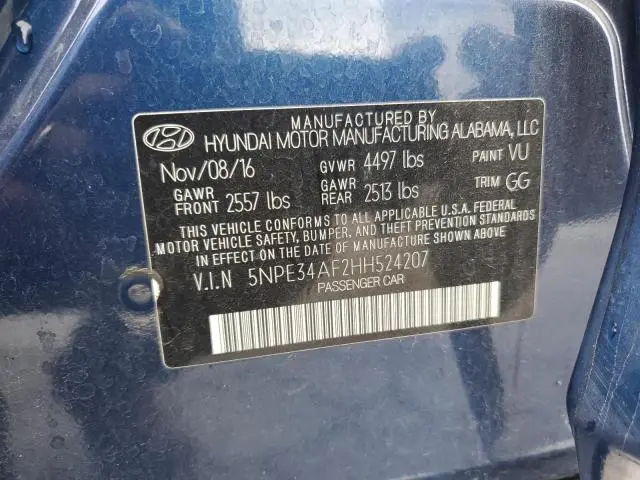 MANUFACTURED BY
HYUNDAI MOTOR MANUFACTURING ALABAMA, LLC
Nov/08/16 GVWR 4497 lbs PAINT VU
GAWR FRONT 2557 lbs GAWR REAR 2513 lbs TRIM GG
THIS VEHICLE CONFORMS TO ALL APPLICABLE U.S.A. FEDERAL
MOTOR VEHICLE SAFETY, BUMPER, AND THEFT PREVENTION STANDARDS
IN EFFECT ON THE DATE OF MANUFACTURE SHOWN ABOVE.
V.I.N 5NPE34AF2HH524207
PASSENGER CAR